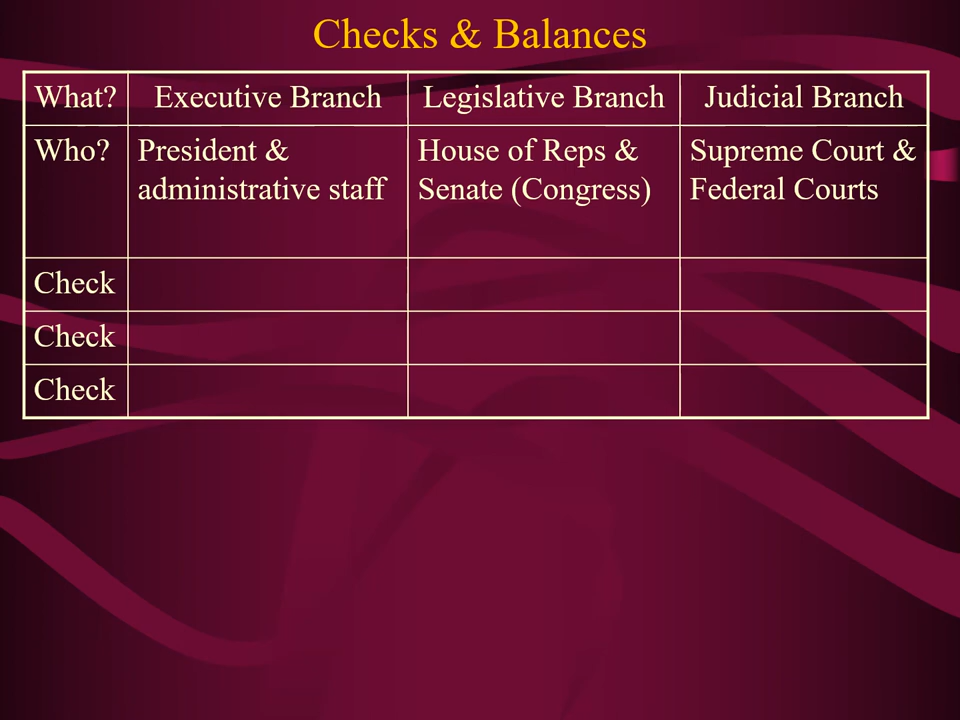 Checks & Balances
What? Executive Branch Legislative Branch Judicial Branch
Who? President & House of Reps & Supreme Court &
administrative staff Senate (Congress) Federal Courts
Check
Check
Check